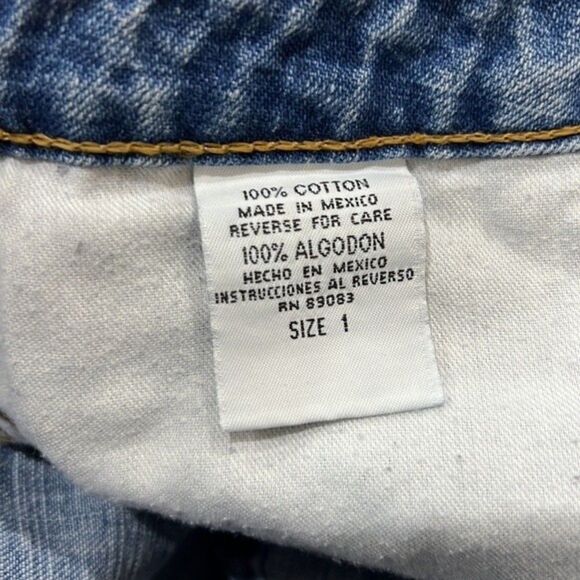 100% COTTON
MADE IN MEXICO
REVERSE FOR CARE
100% ALGODON
HECHO EN MEXICO
INSTRUCCIONES AL REVERSO
RN 89083
SIZE 1